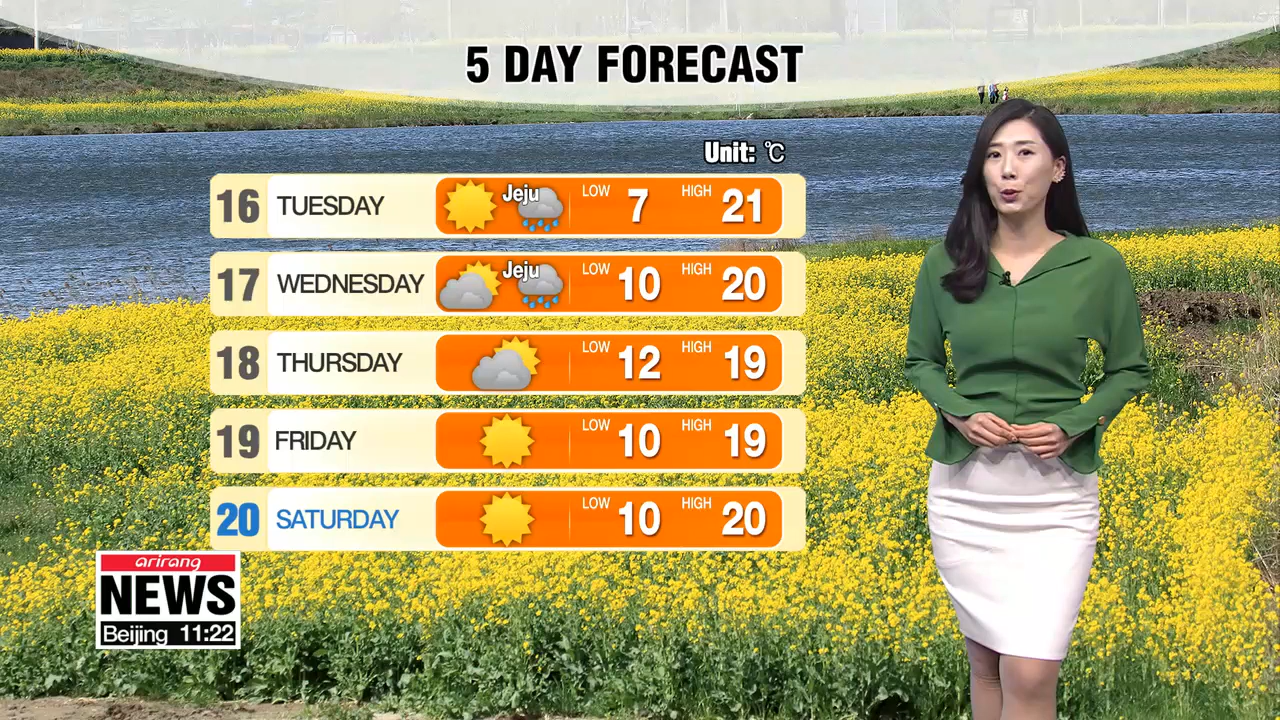 5 DAY FORECAST
Unit: ℃
16 TUESDAY Jeju LOW 7 HIGH 21
17 WEDNESDAY Jeju LOW 10 HIGH 20
18 THURSDAY LOW 12 HIGH 19
19 FRIDAY LOW 10 HIGH 19
20 SATURDAY LOW 10 HIGH 20
arirang
NEWS
Beijing 11:22